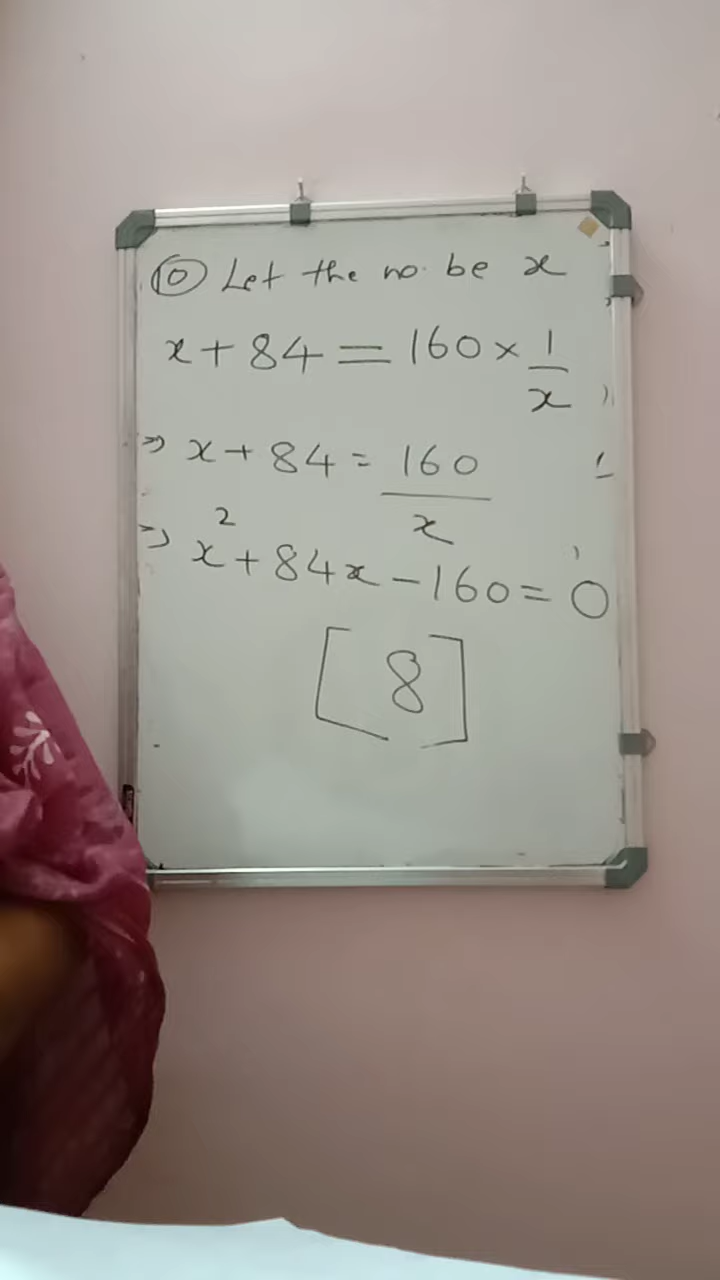 ⑩ Let the no. be x
x + 84 = 160 × 1/x
⇒ x + 84 = 160/x
⇒ x² + 84x - 160 = 0
[8]